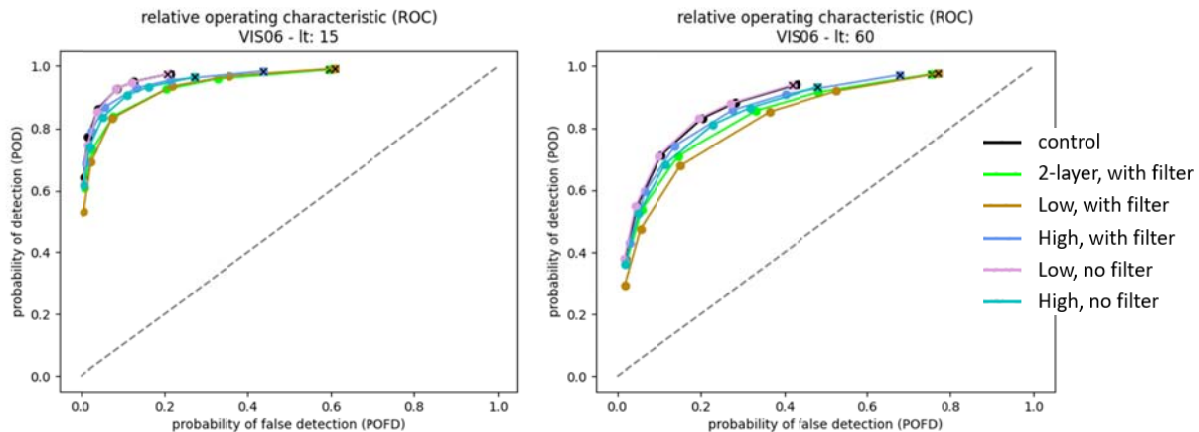 relative operating characteristic (ROC)
VIS06 - lt: 15
probability of detection (POD)
1.0
0.8
0.6
0.4
0.2
0.0
0.0 0.2 0.4 0.6 0.8 1.0
probability of false detection (POFD)
relative operating characteristic (ROC)
VIS06 - lt: 60
probability of detection (POD)
1.0
0.8
0.6
0.4
0.2
0.0
0.0 0.2 0.4 0.6 0.8 1.0
probability of false detection (POFD)
control
2-layer, with filter
Low, with filter
High, with filter
Low, no filter
High, no filter